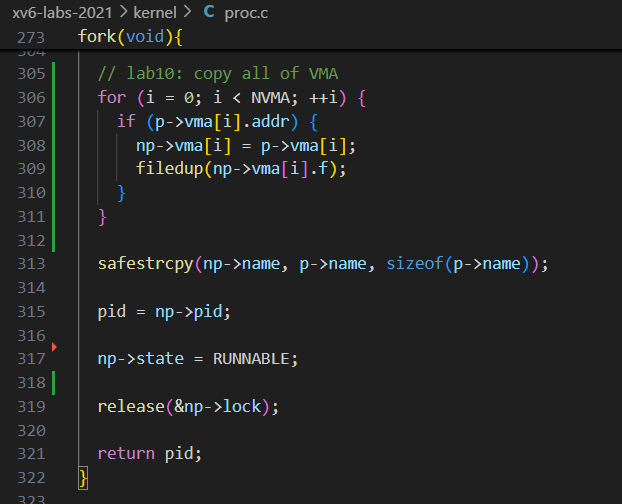 xv6-labs-2021 > kernel > C proc.c
273 fork(void){
304
305 // lab10: copy all of VMA
306 for (i = 0; i < NVMA; ++i) {
307 if (p->vma[i].addr) {
308 np->vma[i] = p->vma[i];
309 filedup(np->vma[i].f);
310 }
311 }
312
313 safestrcpy(np->name, p->name, sizeof(p->name));
314
315 pid = np->pid;
316
317 np->state = RUNNABLE;
318
319 release(&np->lock);
320
321 return pid;
322 }
323